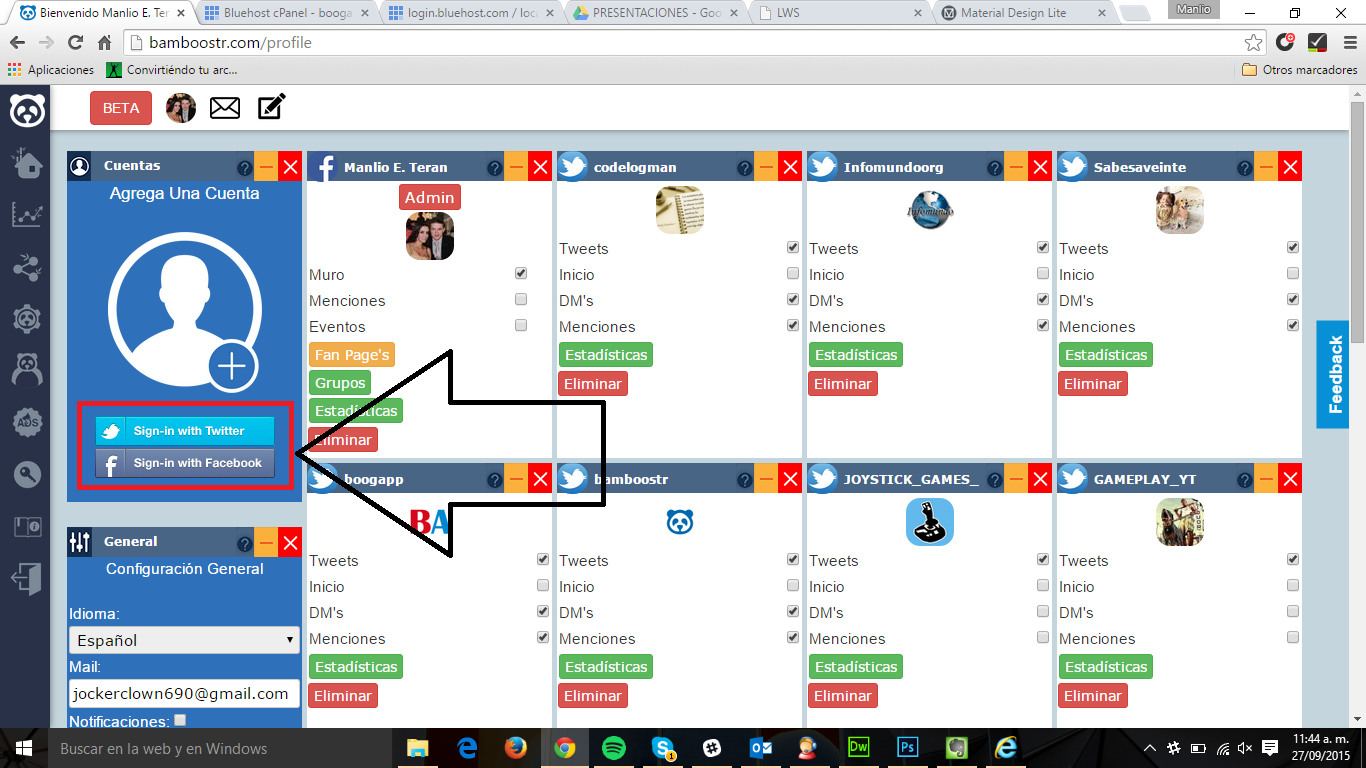 Bienvenido Manlio E. Ter
Bluehost cPanel - booga
login.bluehost.com / loc
PRESENTACIONES - Goo
LWS
Material Design Lite
Manlio
bamboostr.com/profile
Aplicaciones
Convirtiéndo tu arc...
Otros marcadores
BETA
Cuentas
Agrega Una Cuenta
Sign-in with Twitter
Sign-in with Facebook
Manlio E. Teran
Admin
Muro
Menciones
Eventos
Fan Page's
Grupos
Estadísticas
Eliminar
codelogman
Tweets
Inicio
DM's
Menciones
Estadísticas
Eliminar
Infomundoorg
Infomundo
Tweets
Inicio
DM's
Menciones
Estadísticas
Eliminar
Sabesaveinte
Tweets
Inicio
DM's
Menciones
Estadísticas
Eliminar
Feedback
ADS
General
Configuración General
Idioma:
Español
Mail:
jockerclown690@gmail.com
Notificaciones:
boogapp
BA
Tweets
Inicio
DM's
Menciones
Estadísticas
Eliminar
bamboostr
Tweets
Inicio
DM's
Menciones
Estadísticas
Eliminar
JOYSTICK_GAMES_
Tweets
Inicio
DM's
Menciones
Estadísticas
Eliminar
GAMEPLAY_YT
Tweets
Inicio
DM's
Menciones
Estadísticas
Eliminar
Buscar en la web y en Windows
11:44 a. m.
27/09/2015